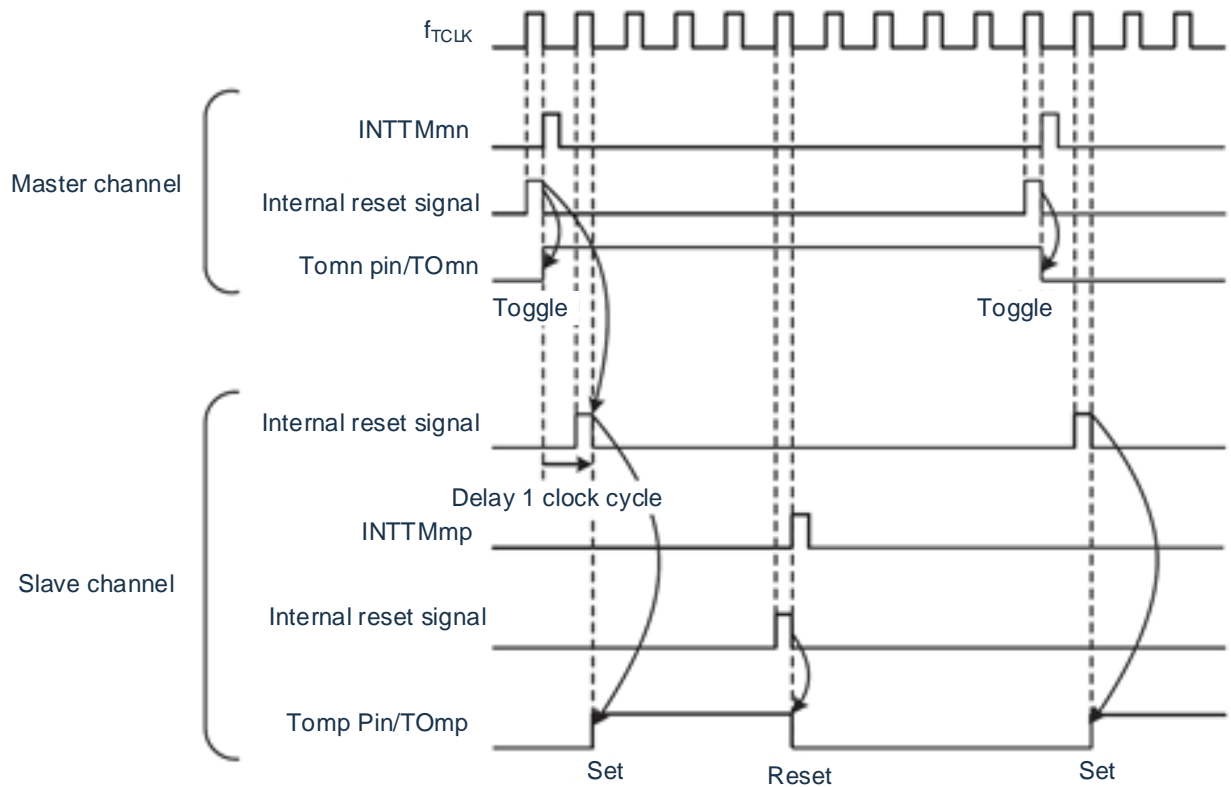 fTCLK
INTTMmn
Master channel
Internal reset signal
Tomn pin/TOmn
Toggle
Toggle
Internal reset signal
Delay 1 clock cycle
INTTMmp
Slave channel
Internal reset signal
Tomp Pin/TOmp
Set
Reset
Set